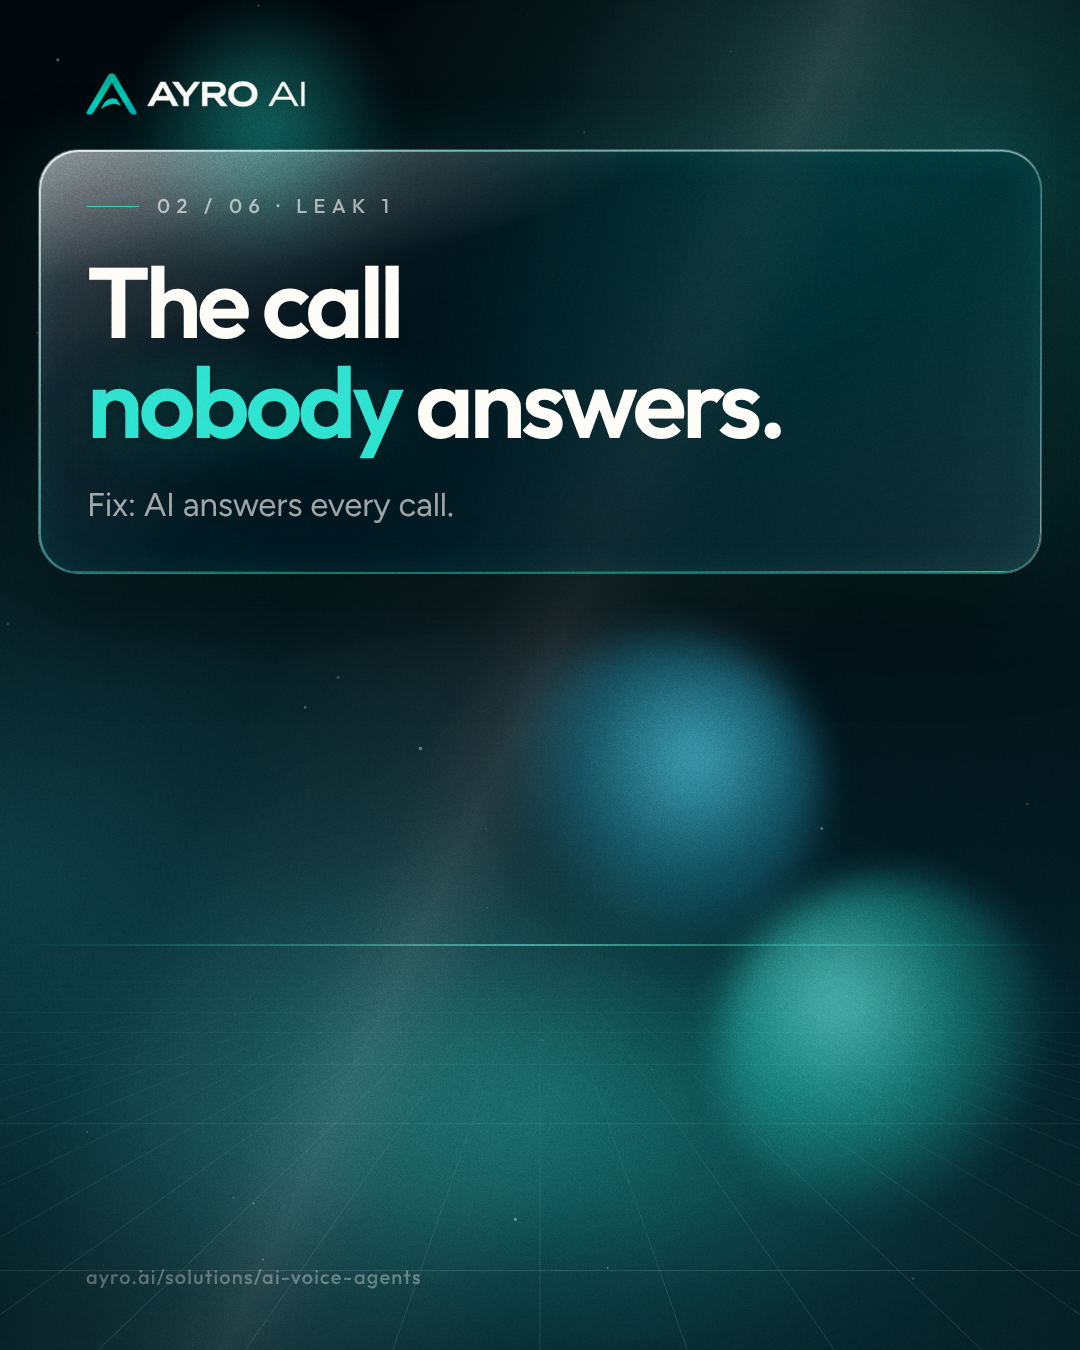 AYRO AI
02 / 06 · LEAK 1
The call
nobody answers.
Fix: AI answers every call.
ayro.ai/solutions/ai-voice-agents